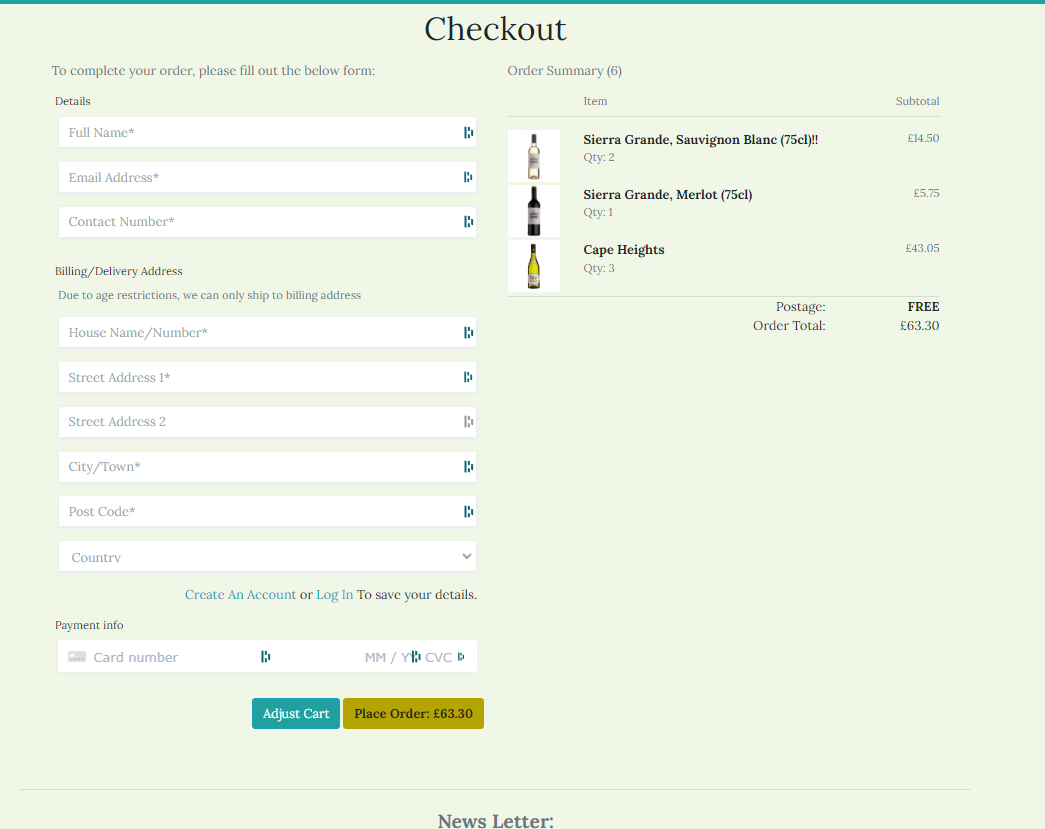 Checkout
To complete your order, please fill out the below form:
Details
Full Name*
Email Address*
Contact Number*
Billing/Delivery Address
Due to age restrictions, we can only ship to billing address
House Name/Number*
Street Address 1*
Street Address 2
City/Town*
Post Code*
Country
Create An Account or Log In To save your details.
Payment info
Card number MM / YY CVC
Adjust Cart Place Order: £63.30
Order Summary (6)
Item Subtotal
Sierra Grande, Sauvignon Blanc (75cl)!! £14.50
Qty: 2
Sierra Grande, Merlot (75cl) £5.75
Qty: 1
Cape Heights £43.05
Qty: 3
Postage: FREE
Order Total: £63.30
News Letter: